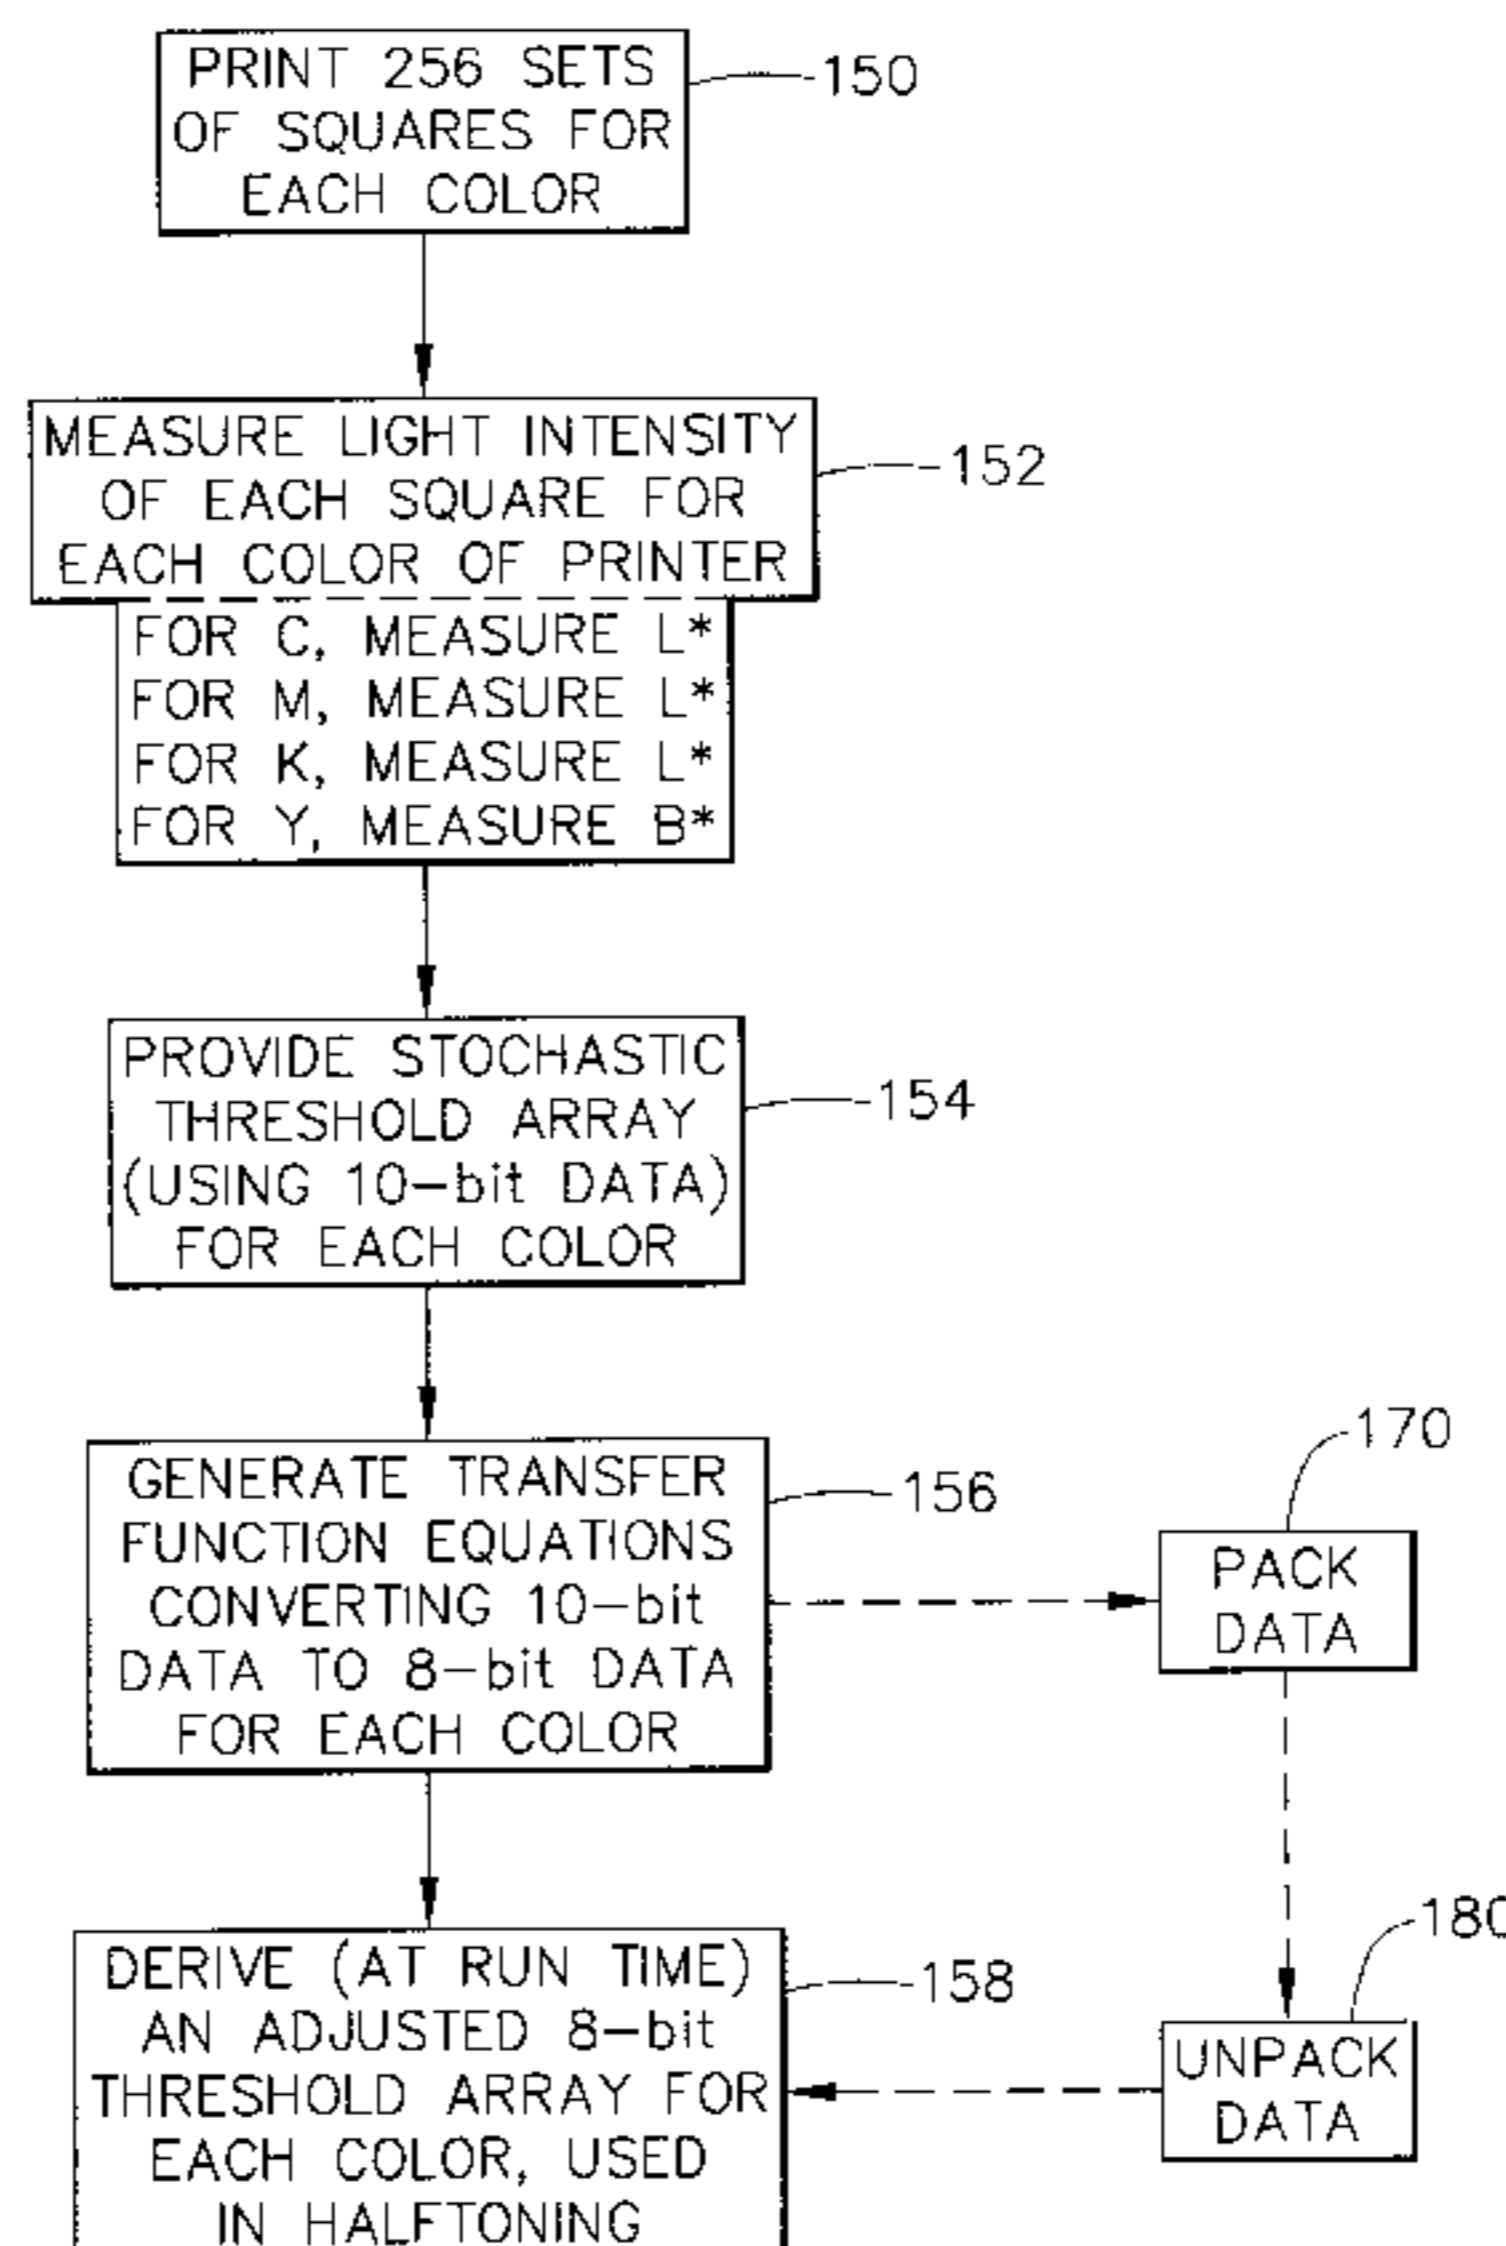 PRINT 256 SETS
OF SQUARES FOR
EACH COLOR
150
MEASURE LIGHT INTENSITY
OF EACH SQUARE FOR
EACH COLOR OF PRINTER
152
FOR C, MEASURE L*
FOR M, MEASURE L*
FOR K, MEASURE L*
FOR Y, MEASURE B*
PROVIDE STOCHASTIC
THRESHOLD ARRAY
(USING 10-bit DATA)
FOR EACH COLOR
154
GENERATE TRANSFER
FUNCTION EQUATIONS
CONVERTING 10-bit
DATA TO 8-bit DATA
FOR EACH COLOR
156
170
PACK
DATA
DERIVE (AT RUN TIME)
AN ADJUSTED 8-bit
THRESHOLD ARRAY FOR
EACH COLOR, USED
IN HALFTONING
158
180
UNPACK
DATA